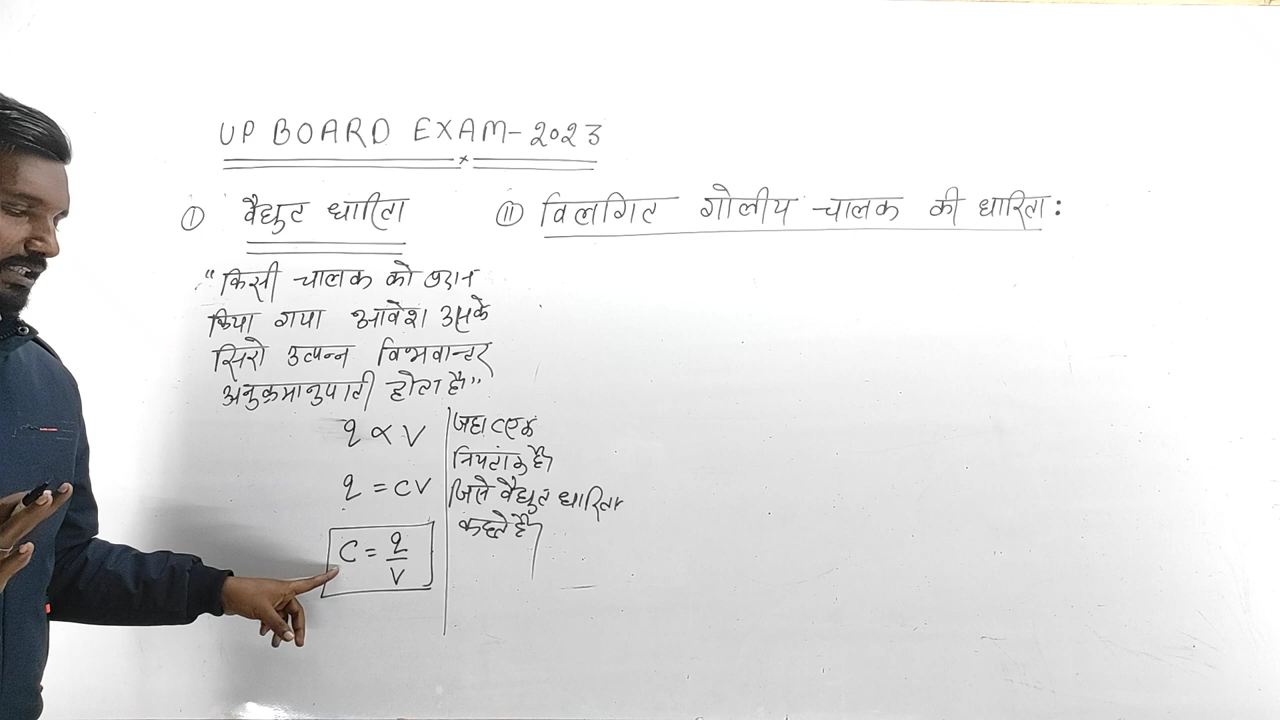 UP BOARD EXAM-2023
① वैद्युत धारिता
⑪ विलगित गोलीय चालक की धारिता:
"किसी चालक को प्रदान
किया गया आवेश उसके
सिरो उत्पन्न विभवान्तर
अनुक्रमानुपाती होता है"
q ∝ V
q = CV
C = q/V
जहा C एक
नियतांक है
जिसे वैद्युत धारिता
कहते है